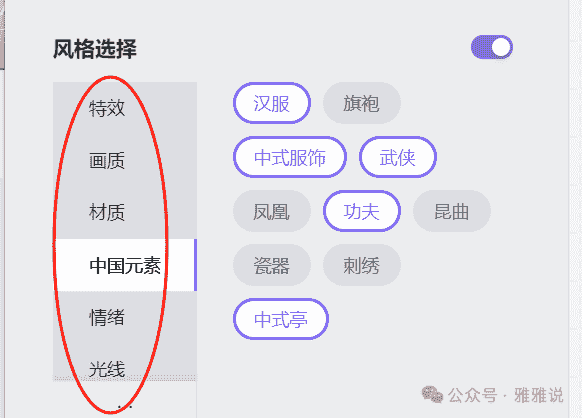 风格选择
特效
画质
材质
中国元素
情绪
光线
...
汉服 旗袍
中式服饰 武侠
凤凰 功夫 昆曲
瓷器 刺绣
中式亭
公众号·雅雅说